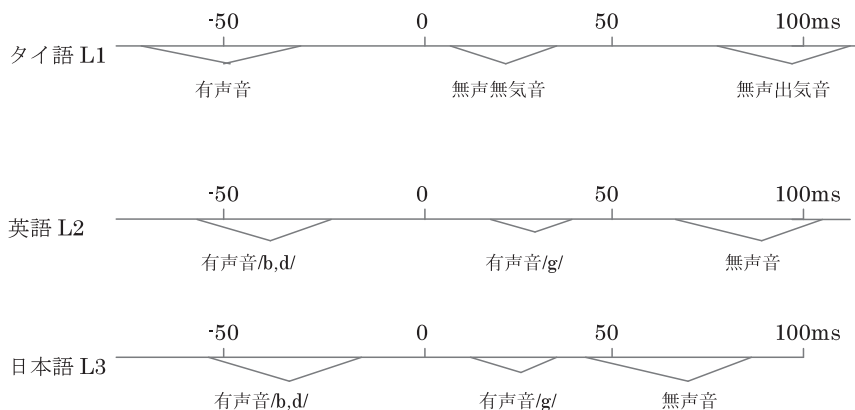 -50 0 50 100ms
タイ語 L1
有声音 無声無気音 無声出気音
-50 0 50 100ms
英語 L2
有声音/b,d/ 有声音/g/ 無声音
-50 0 50 100ms
日本語 L3
有声音/b,d/ 有声音/g/ 無声音